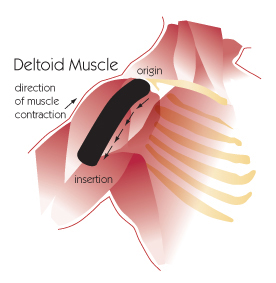 Deltoid Muscle
origin
direction
of muscle
contraction
insertion